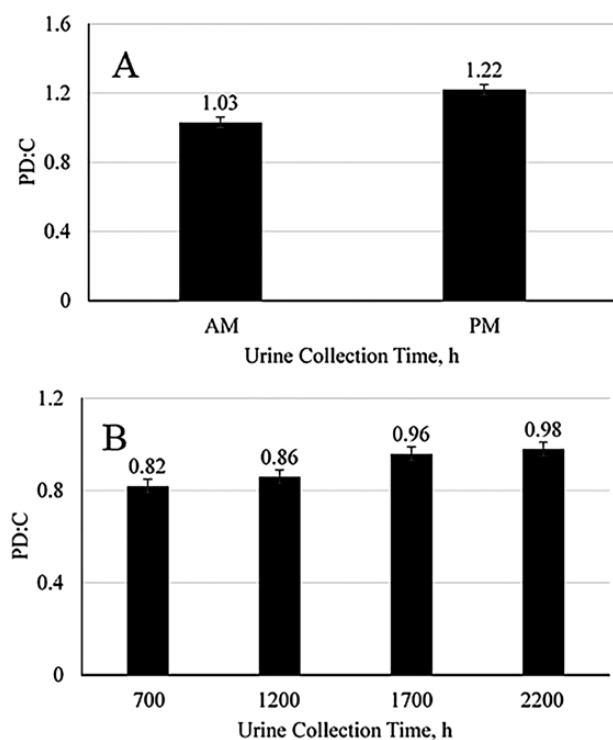 1.6
A
1.22
1.2
1.03
PD:C
0.8
0.4
0
AM PM
Urine Collection Time, h
1.2
B
0.96 0.98
0.82 0.86
0.8
PD:C
0.4
0
700 1200 1700 2200
Urine Collection Time, h